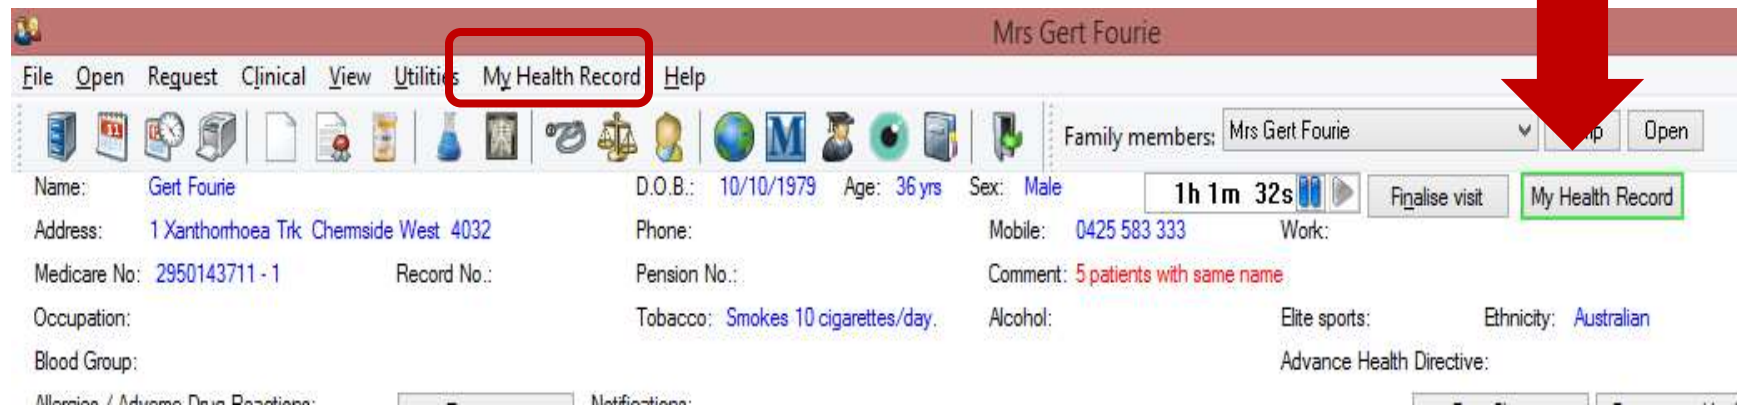 Mrs Gert Fourie
File Open Request Clinical View Utilities My Health Record Help
Family members: Mrs Gert Fourie Open
Name: Gert Fourie D.O.B.: 10/10/1979 Age: 36 yrs Sex: Male 1h 1m 32s Finalise visit My Health Record
Address: 1 Xanthorrhoea Trk Chermside West 4032 Phone: Mobile: 0425 583 333 Work:
Medicare No: 2950143711 - 1 Record No.: Pension No.: Comment: 5 patients with same name
Occupation: Tobacco: Smokes 10 cigarettes/day. Alcohol: Elite sports: Ethnicity: Australian
Blood Group: Advance Health Directive:
Allergies / Adverse Drug Reactions: Notifications: